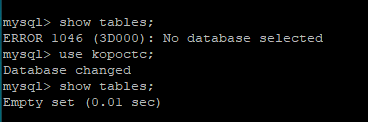 mysql> show tables;
ERROR 1046 (3D000): No database selected
mysql> use kopoctc;
Database changed
mysql> show tables;
Empty set (0.01 sec)